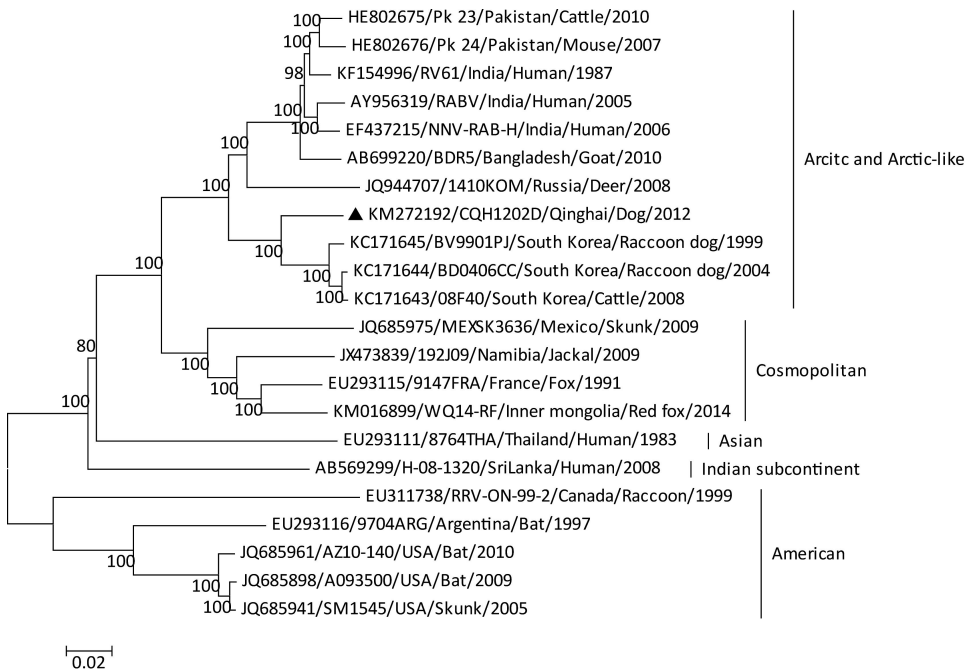 100
HE802675/Pk 23/Pakistan/Cattle/2010
100
HE802676/Pk 24/Pakistan/Mouse/2007
98
KF154996/RV61/India/Human/1987
100
AY956319/RABV/India/Human/2005
100
EF437215/NNV-RAB-H/India/Human/2006
100
AB699220/BDR5/Bangladesh/Goat/2010
Arcitc and Arctic-like
100
JQ944707/1410KOM/Russia/Deer/2008
▲ KM272192/CQH1202D/Qinghai/Dog/2012
100
KC171645/BV9901PJ/South Korea/Raccoon dog/1999
100
100
KC171644/BD0406CC/South Korea/Raccoon dog/2004
100
KC171643/08F40/South Korea/Cattle/2008
JQ685975/MEXSK3636/Mexico/Skunk/2009
80
JX473839/192J09/Namibia/Jackal/2009
100
Cosmopolitan
EU293115/9147FRA/France/Fox/1991
100
100
KM016899/WQ14-RF/Inner mongolia/Red fox/2014
100
EU293111/8764THA/Thailand/Human/1983
Asian
AB569299/H-08-1320/SriLanka/Human/2008
Indian subcontinent
EU311738/RRV-ON-99-2/Canada/Raccoon/1999
EU293116/9704ARG/Argentina/Bat/1997
100
JQ685961/AZ10-140/USA/Bat/2010
American
100
JQ685898/A093500/USA/Bat/2009
100
JQ685941/SM1545/USA/Skunk/2005
0.02